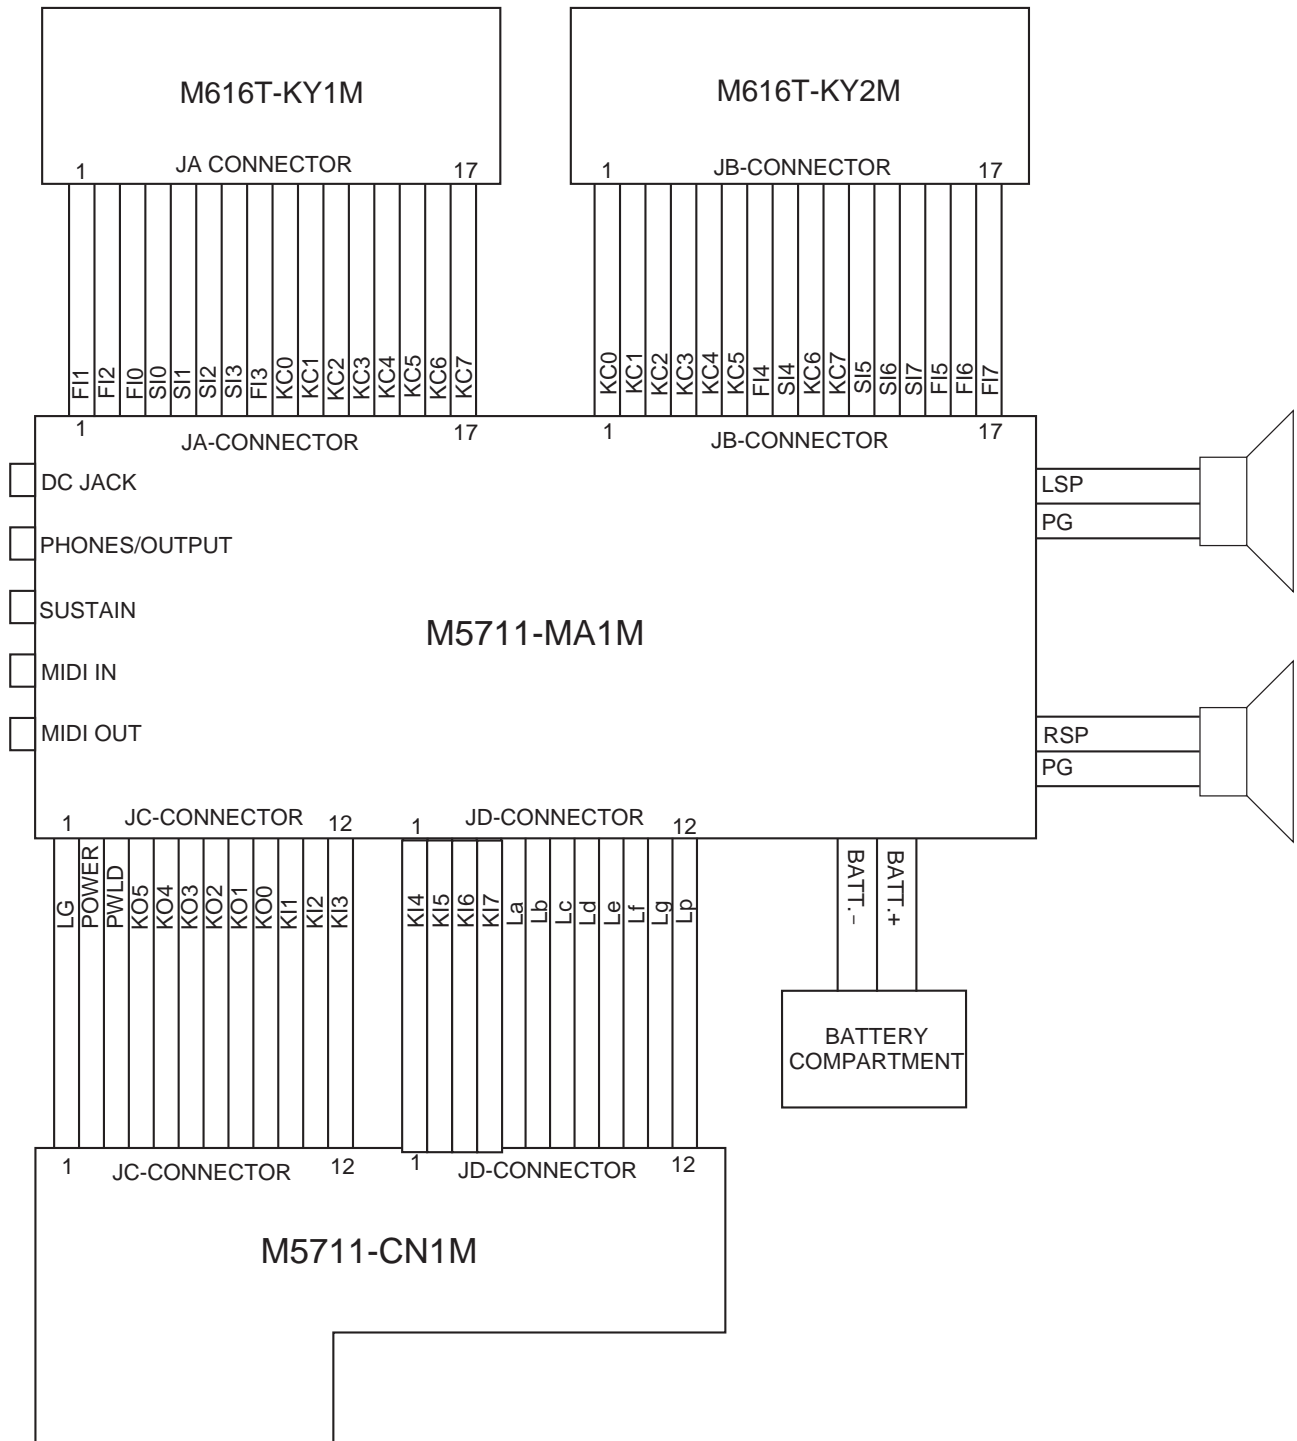 M616T-KY1M
1 JA CONNECTOR 17
M616T-KY2M
1 JB-CONNECTOR 17
FI1
FI2
FI0
SI0
SI1
SI2
SI3
FI3
KC0
KC1
KC2
KC3
KC4
KC5
KC6
KC7
KC0
KC1
KC2
KC3
KC4
KC5
FI4
SI4
KC6
KC7
SI5
SI6
SI7
FI5
FI6
FI7
1 JA-CONNECTOR 17
1 JB-CONNECTOR 17
DC JACK
PHONES/OUTPUT
SUSTAIN
MIDI IN
MIDI OUT
M5711-MA1M
LSP
PG
RSP
PG
1 JC-CONNECTOR 12
1 JD-CONNECTOR 12
LG
POWER
PWLD
KO5
KO4
KO3
KO2
KO1
KO0
KI1
KI2
KI3
KI4
KI5
KI6
KI7
La
Lb
Lc
Ld
Le
Lf
Lg
Lp
BATT.-
BATT.+
BATTERY
COMPARTMENT
1 JC-CONNECTOR 12
1 JD-CONNECTOR 12
M5711-CN1M